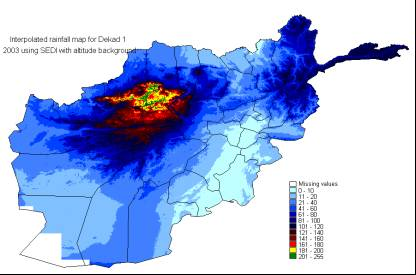 Interpolated rainfall map for Dekad 1
2003 using SEDI with altitude background
Missing values
0 - 10
11 - 20
21 - 40
41 - 60
61 - 80
81 - 100
101 - 120
121 - 140
141 - 160
161 - 180
181 - 200
201 - 255